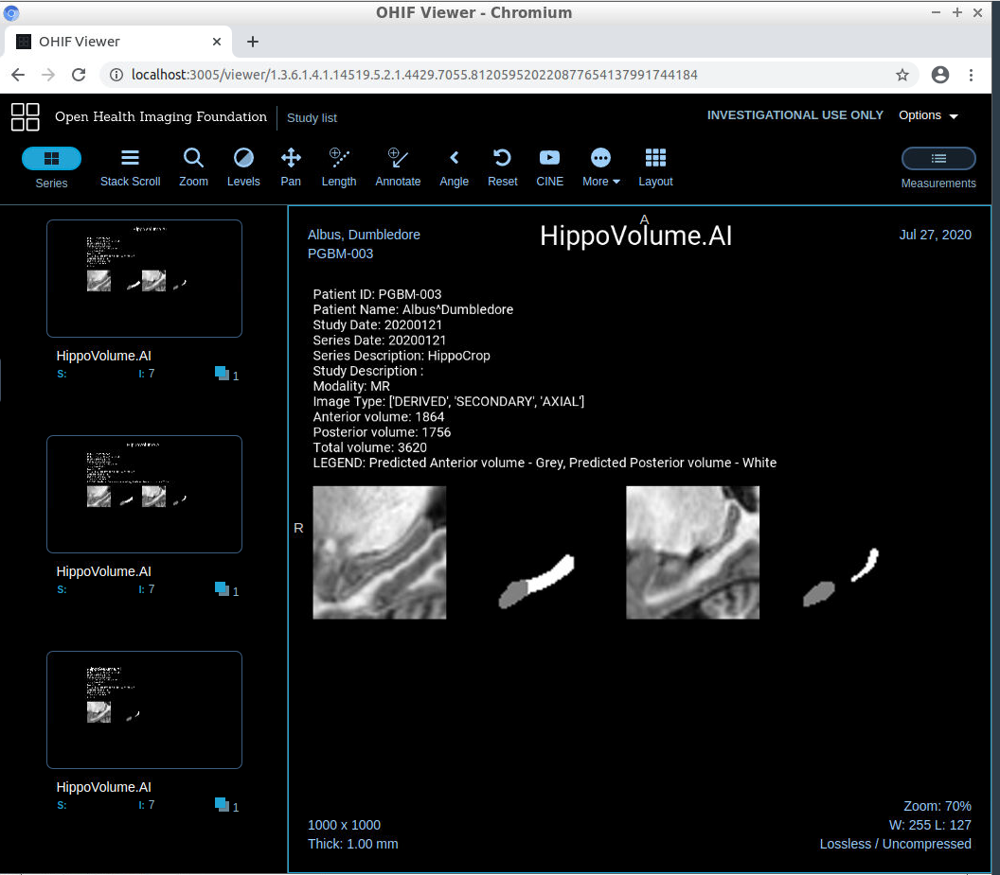 OHIF Viewer - Chromium
OHIF Viewer
localhost:3005/viewer/1.3.6.1.4.1.14519.5.2.1.4429.7055.812059520220877654137991744184
Open Health Imaging Foundation
Study list
INVESTIGATIONAL USE ONLY
Options
Series
Stack Scroll
Zoom
Levels
Pan
Length
Annotate
Angle
Reset
CINE
More
Layout
Measurements
HippoVolume.AI
S: I: 7 1
HippoVolume.AI
S: I: 7 1
HippoVolume.AI
S: I: 7 1
Albus, Dumbledore
PGBM-003
A
HippoVolume.AI
Jul 27, 2020
Patient ID: PGBM-003
Patient Name: Albus^Dumbledore
Study Date: 20200121
Series Date: 20200121
Series Description: HippoCrop
Study Description :
Modality: MR
Image Type: ['DERIVED', 'SECONDARY', 'AXIAL']
Anterior volume: 1864
Posterior volume: 1756
Total volume: 3620
LEGEND: Predicted Anterior volume - Grey, Predicted Posterior volume - White
R
1000 x 1000
Thick: 1.00 mm
Zoom: 70%
W: 255 L: 127
Lossless / Uncompressed